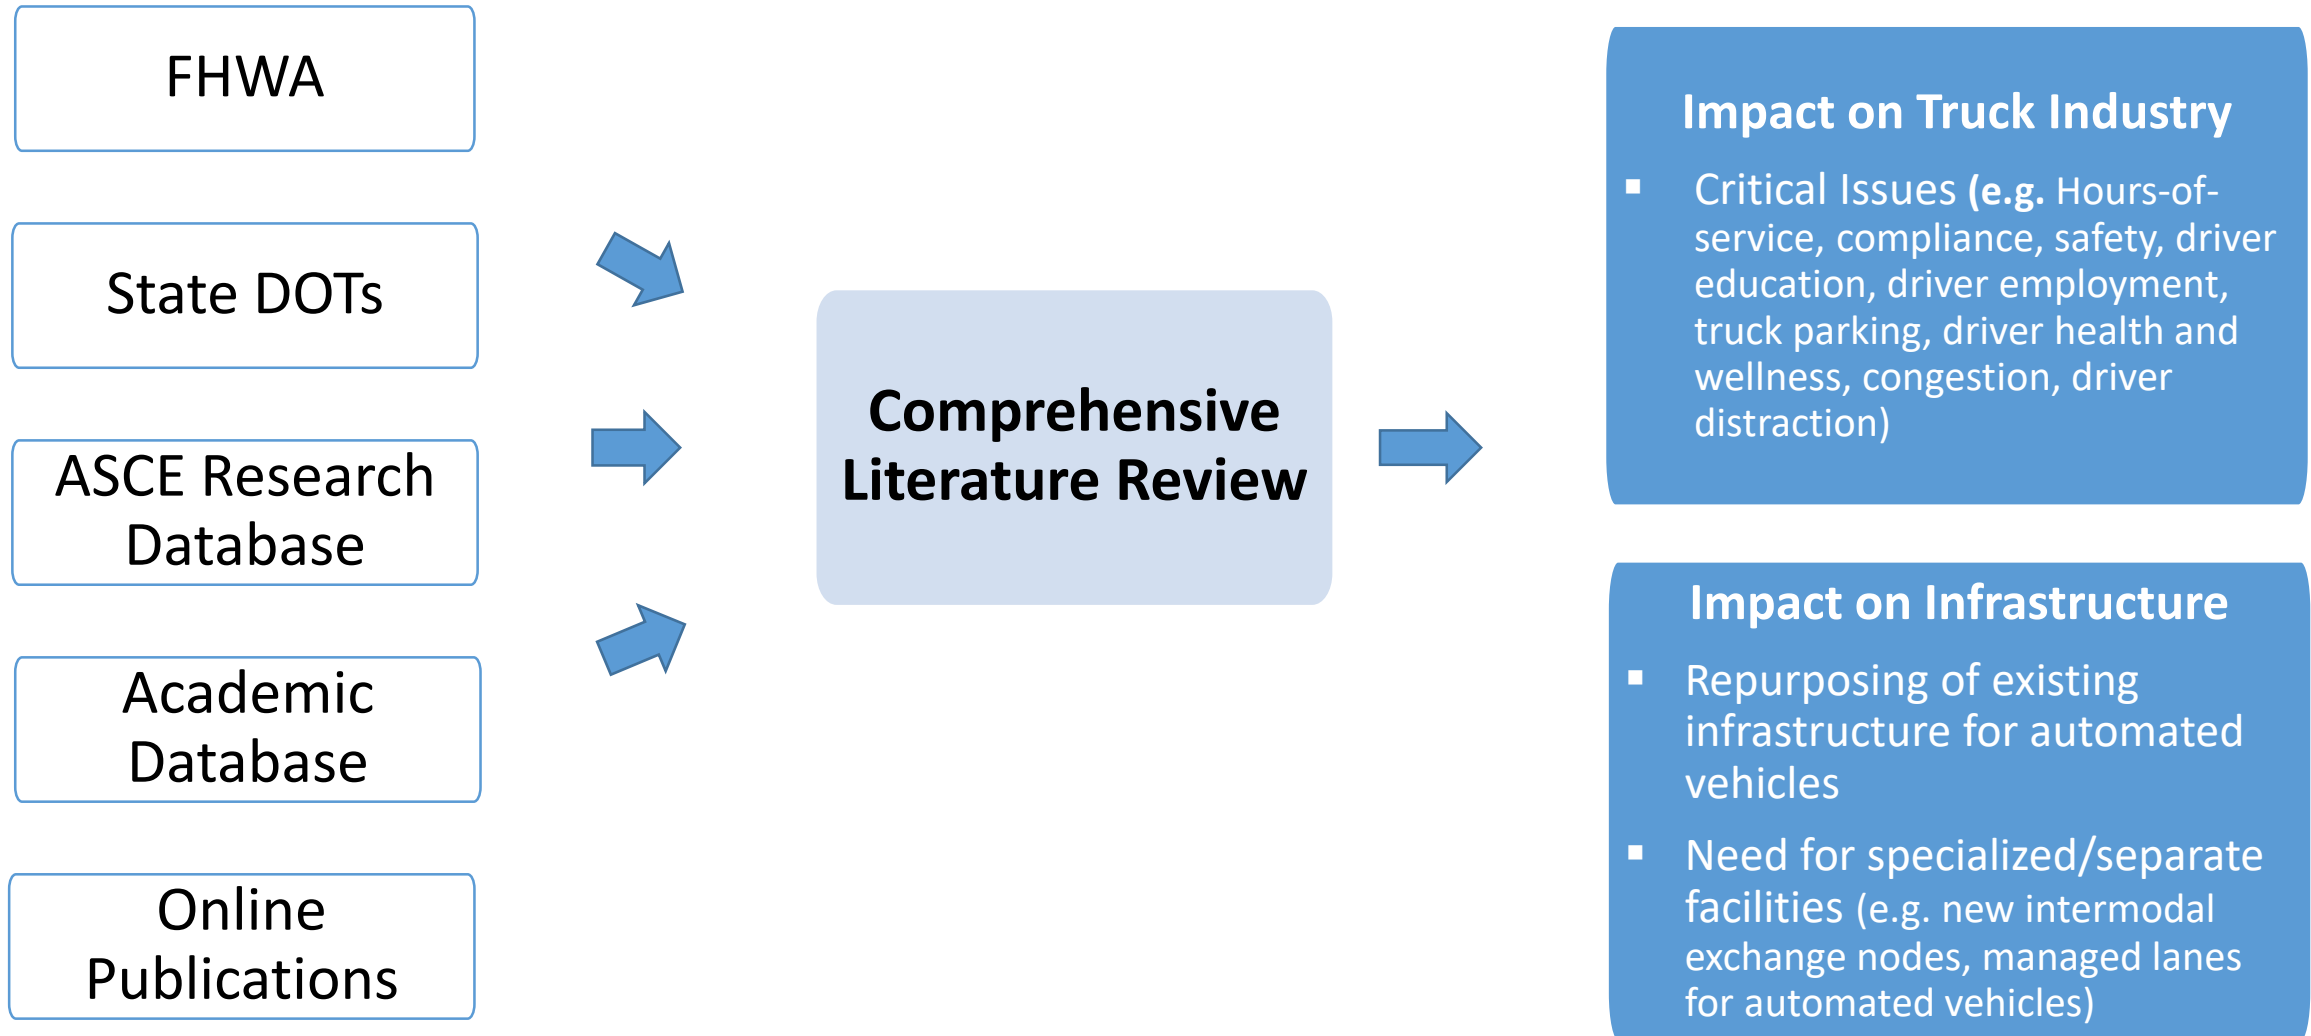 FHWA
State DOTs
ASCE Research
Database
Academic
Database
Online
Publications
Comprehensive
Literature Review
Impact on Truck Industry
▪ Critical Issues (e.g. Hours-of-
service, compliance, safety, driver
education, driver employment,
truck parking, driver health and
wellness, congestion, driver
distraction)
Impact on Infrastructure
▪ Repurposing of existing
infrastructure for automated
vehicles
▪ Need for specialized/separate
facilities (e.g. new intermodal
exchange nodes, managed lanes
for automated vehicles)